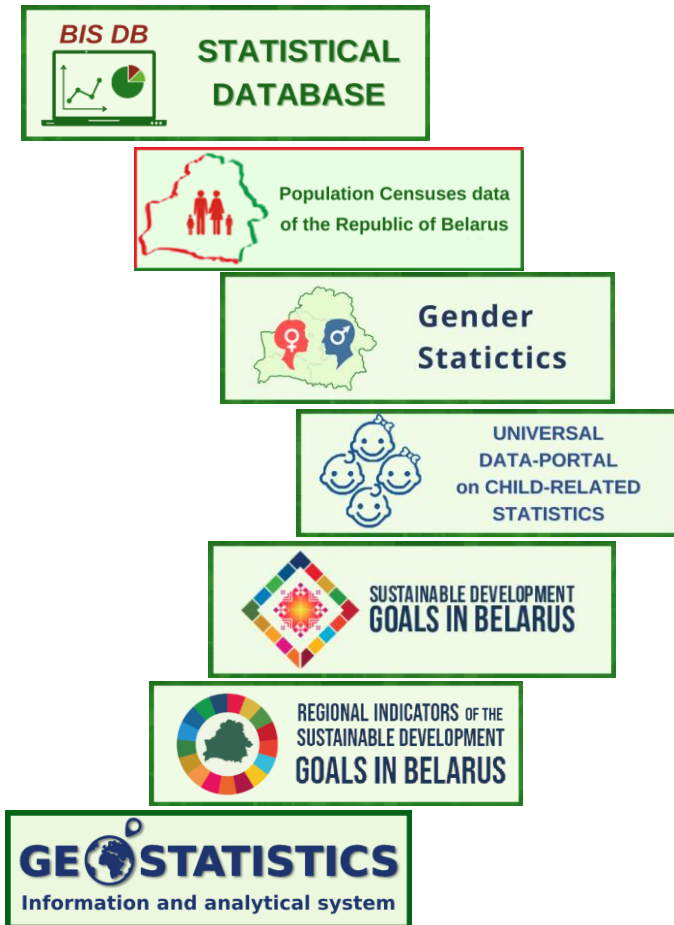 BIS DB
STATISTICAL
DATABASE
Population Censuses data
of the Republic of Belarus
Gender
Statictics
UNIVERSAL
DATA-PORTAL
on CHILD-RELATED
STATISTICS
SUSTAINABLE DEVELOPMENT
GOALS IN BELARUS
REGIONAL INDICATORS OF THE
SUSTAINABLE DEVELOPMENT
GOALS IN BELARUS
GEOSTATISTICS
Information and analytical system